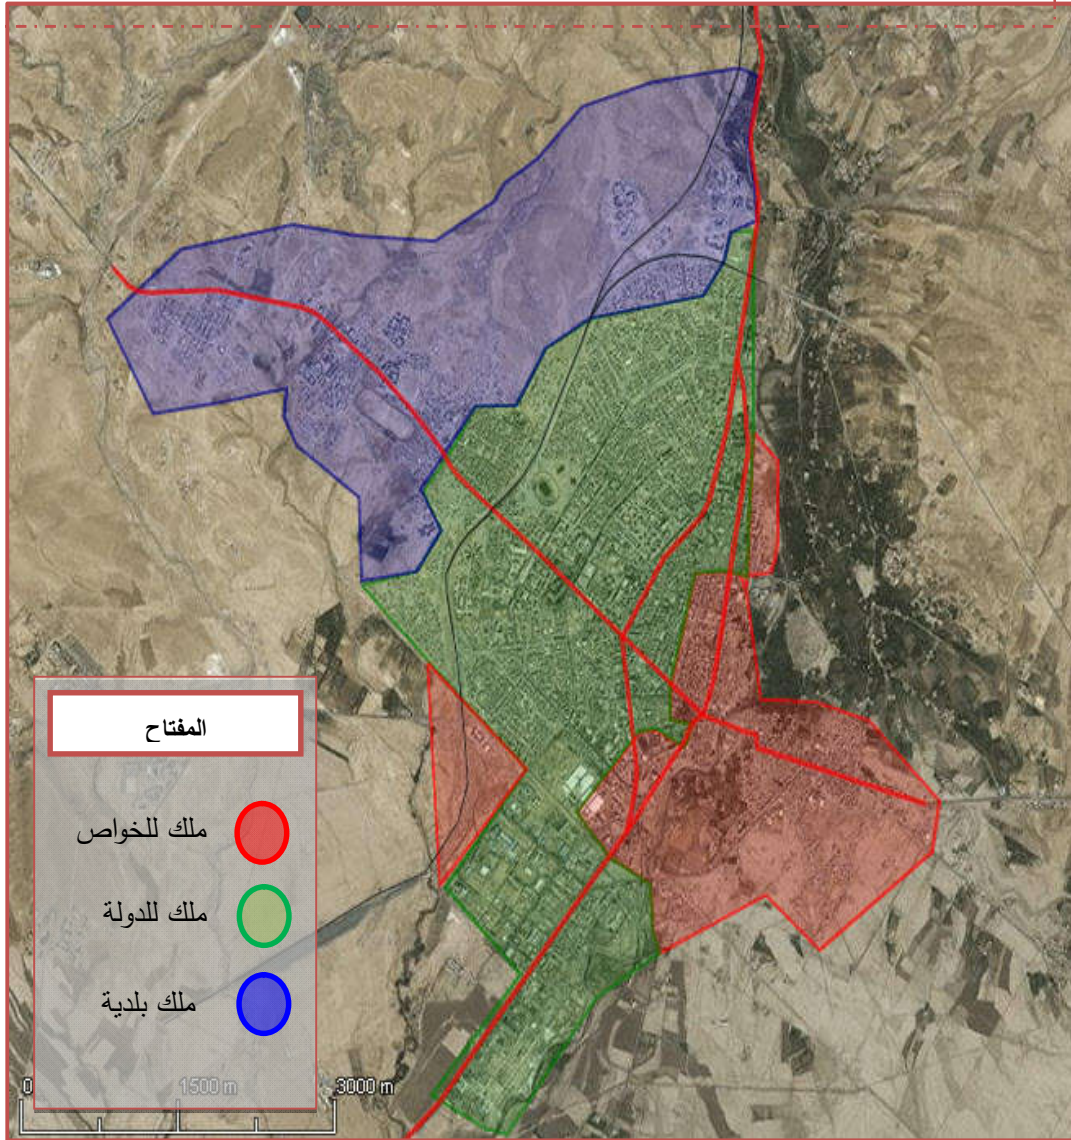 المفتاح
ملك للخواص
ملك للدولة
ملك بلدية
0 1500 m 3000 m